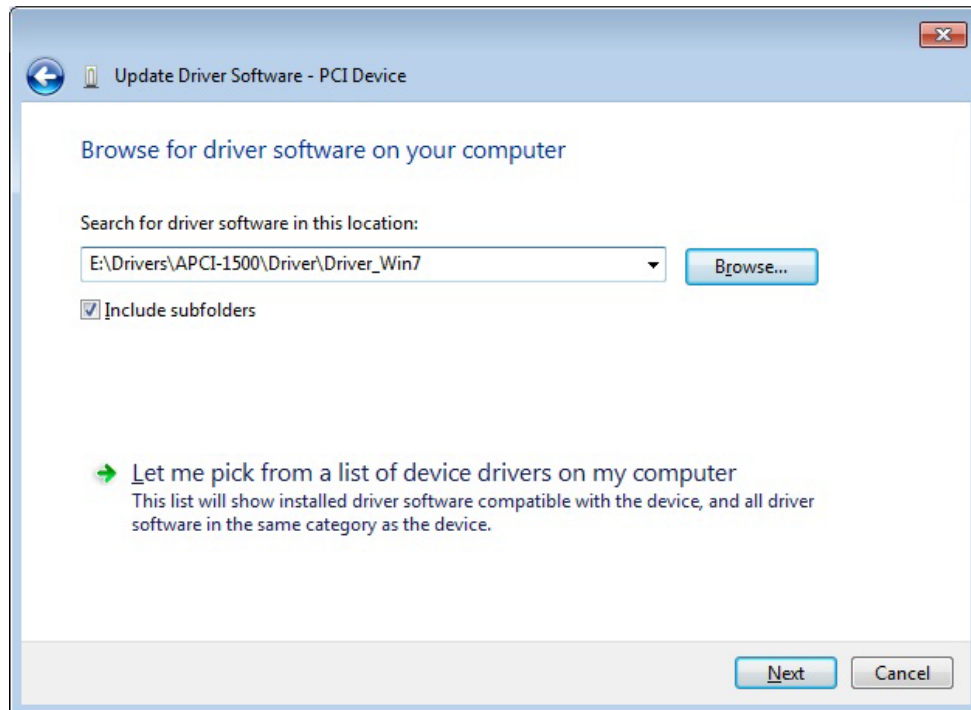 Update Driver Software - PCI Device
Browse for driver software on your computer
Search for driver software in this location:
E:\Drivers\APCI-1500\Driver\Driver_Win7
Browse...
Include subfolders
Let me pick from a list of device drivers on my computer
This list will show installed driver software compatible with the device, and all driver
software in the same category as the device.
Next
Cancel